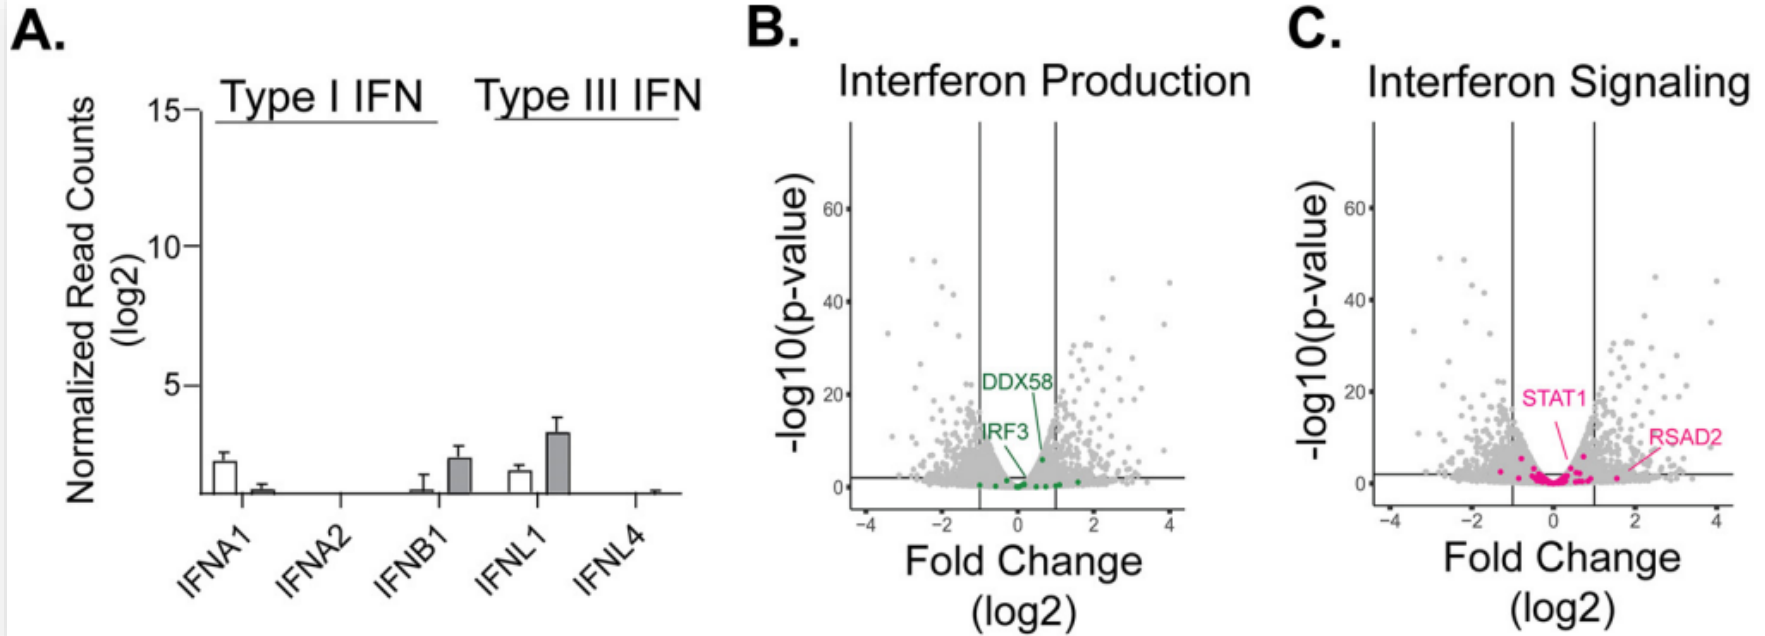 A.
Type I IFN
Type III IFN
Normalized Read Counts
(log2)
15
10
5
IFNA1
IFNA2
IFNB1
IFNL1
IFNL4
B.
Interferon Production
-log10(p-value)
60
40
20
0
DDX58
IRF3
−4
−2
0
2
4
Fold Change
(log2)
C.
Interferon Signaling
-log10(p-value)
60
40
20
0
STAT1
RSAD2
−4
−2
0
2
4
Fold Change
(log2)